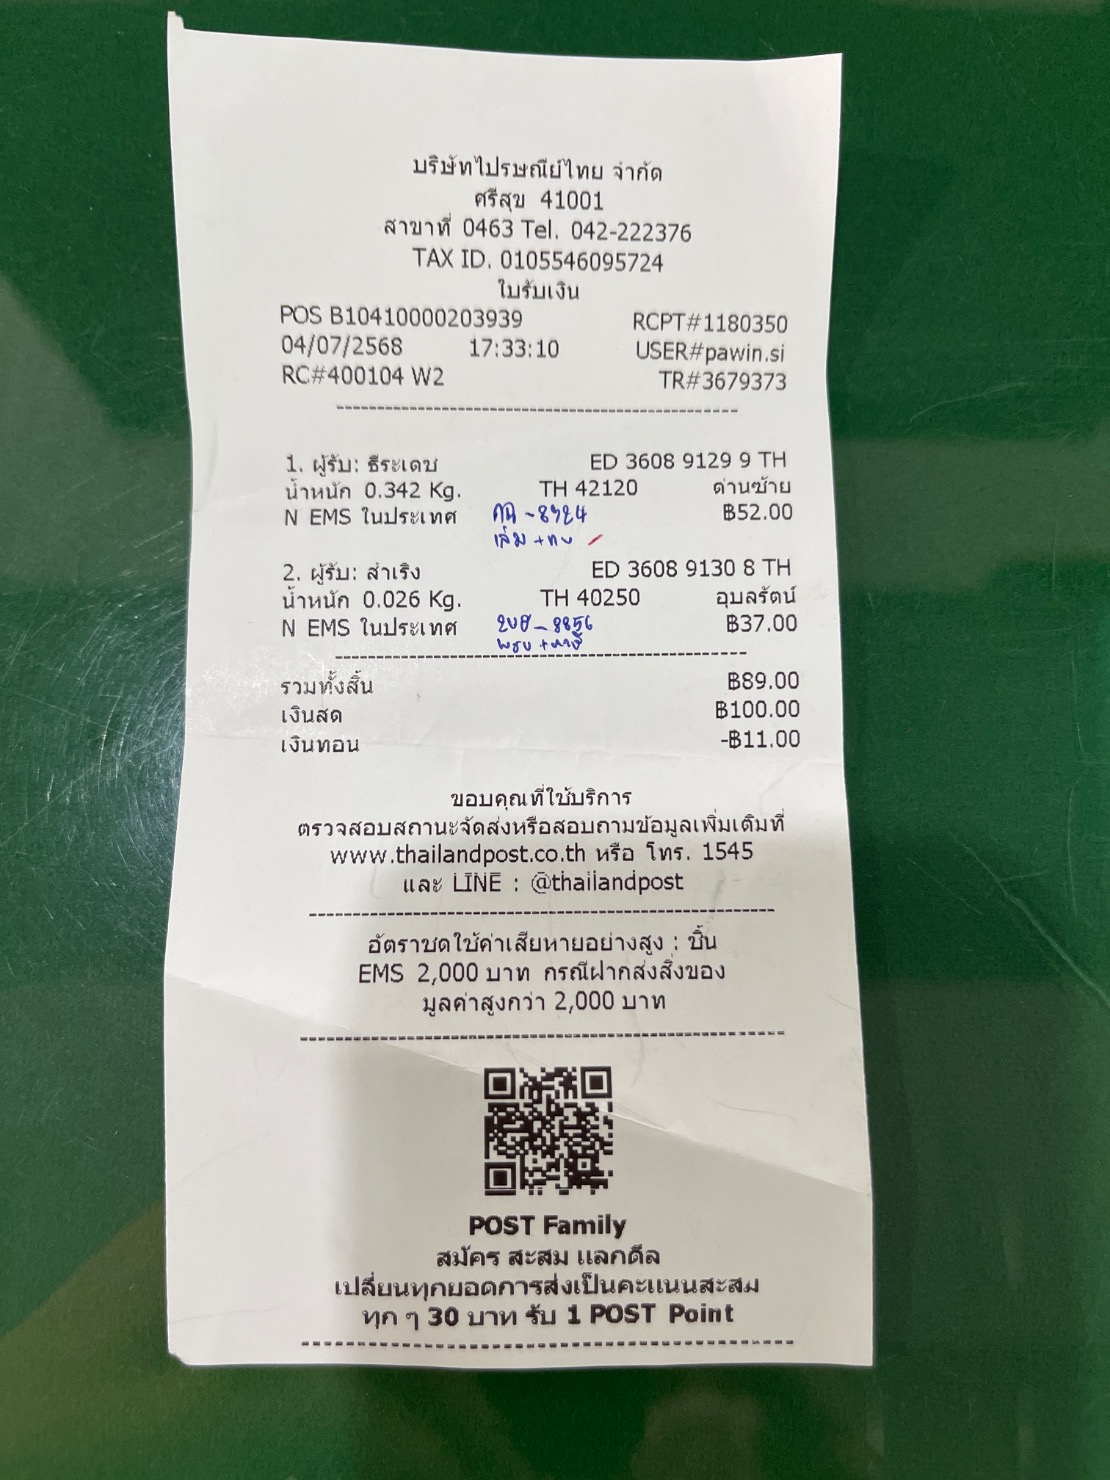 บริษัทไปรษณีย์ไทย จำกัด
ศรีสุข 41001
สาขาที่ 0463 Tel. 042-222376
TAX ID. 0105546095724
ใบรับเงิน
POS B10410000203939 RCPT#1180350
04/07/2568 17:33:10 USER#pawin.si
RC#400104 W2 TR#3679373
1. ผู้รับ: ธีระเดช ED 3608 9129 9 TH
น้ำหนัก 0.342 Kg. TH 42120 ด่านซ้าย
N EMS ในประเทศ ฿52.00
เล่ม +
2. ผู้รับ: สำเริง ED 3608 9130 8 TH
น้ำหนัก 0.026 Kg. TH 40250 อุบลรัตน์
N EMS ในประเทศ ฿37.00
พรบ + ภาษี
รวมทั้งสิ้น ฿89.00
เงินสด ฿100.00
เงินทอน -฿11.00
ขอบคุณที่ใช้บริการ
ตรวจสอบสถานะจัดส่งหรือสอบถามข้อมูลเพิ่มเติมที่
www.thailandpost.co.th หรือ โทร. 1545
และ LINE : @thailandpost
อัตราชดใช้ค่าเสียหายอย่างสูง : ชิ้น
EMS 2,000 บาท กรณีฝากส่งสิ่งของ
มูลค่าสูงกว่า 2,000 บาท
POST Family
สมัคร สะสม แลกดีล
เปลี่ยนทุกยอดการส่งเป็นคะแนนสะสม
ทุก ๆ 30 บาท รับ 1 POST Point